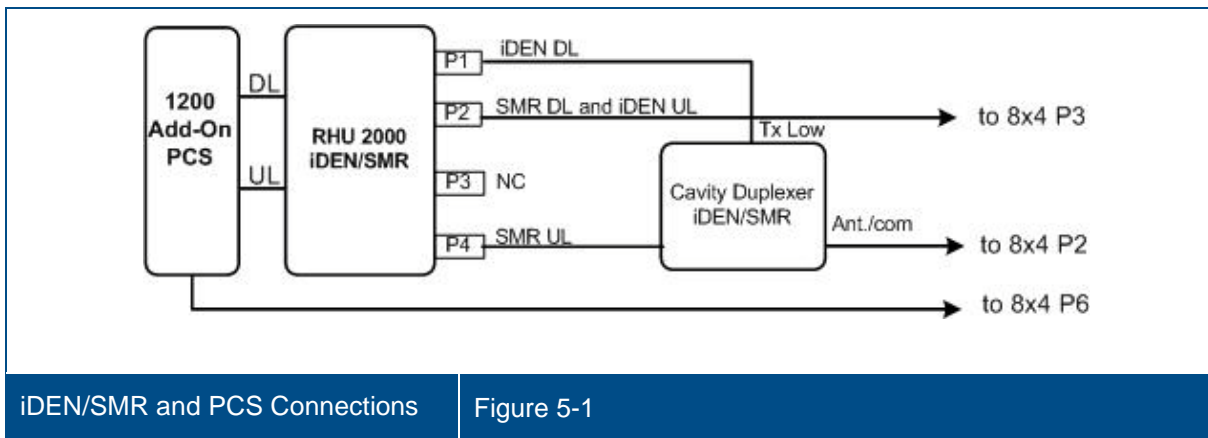 1200
Add-On
PCS
DL
UL
RHU 2000
iDEN/SMR
P1
iDEN DL
P2
SMR DL and iDEN UL
to 8x4 P3
Tx Low
P3
NC
Cavity Duplexer
iDEN/SMR
P4
SMR UL
Ant./com
to 8x4 P2
to 8x4 P6
iDEN/SMR and PCS Connections
Figure 5-1